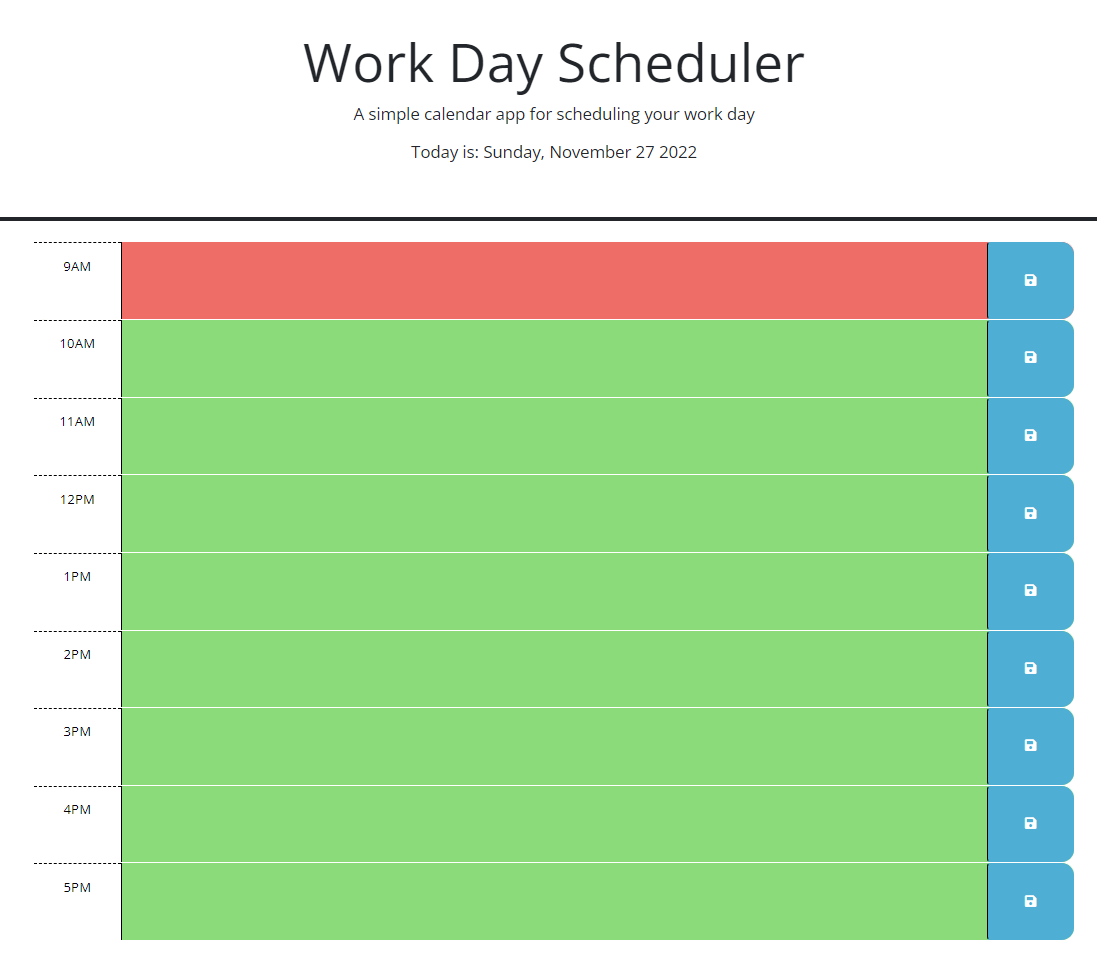 Work Day Scheduler
A simple calendar app for scheduling your work day
Today is: Sunday, November 27 2022
9AM
10AM
11AM
12PM
1PM
2PM
3PM
4PM
5PM